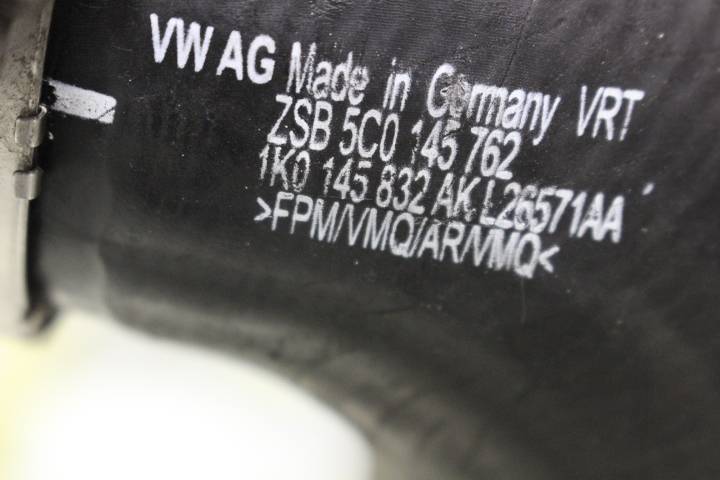 VW AG Made in Germany VRT
ZSB 5C0 145 762
1K0 145 832 AK L26571AA
>FPM/VMQ/AR/VMQ<